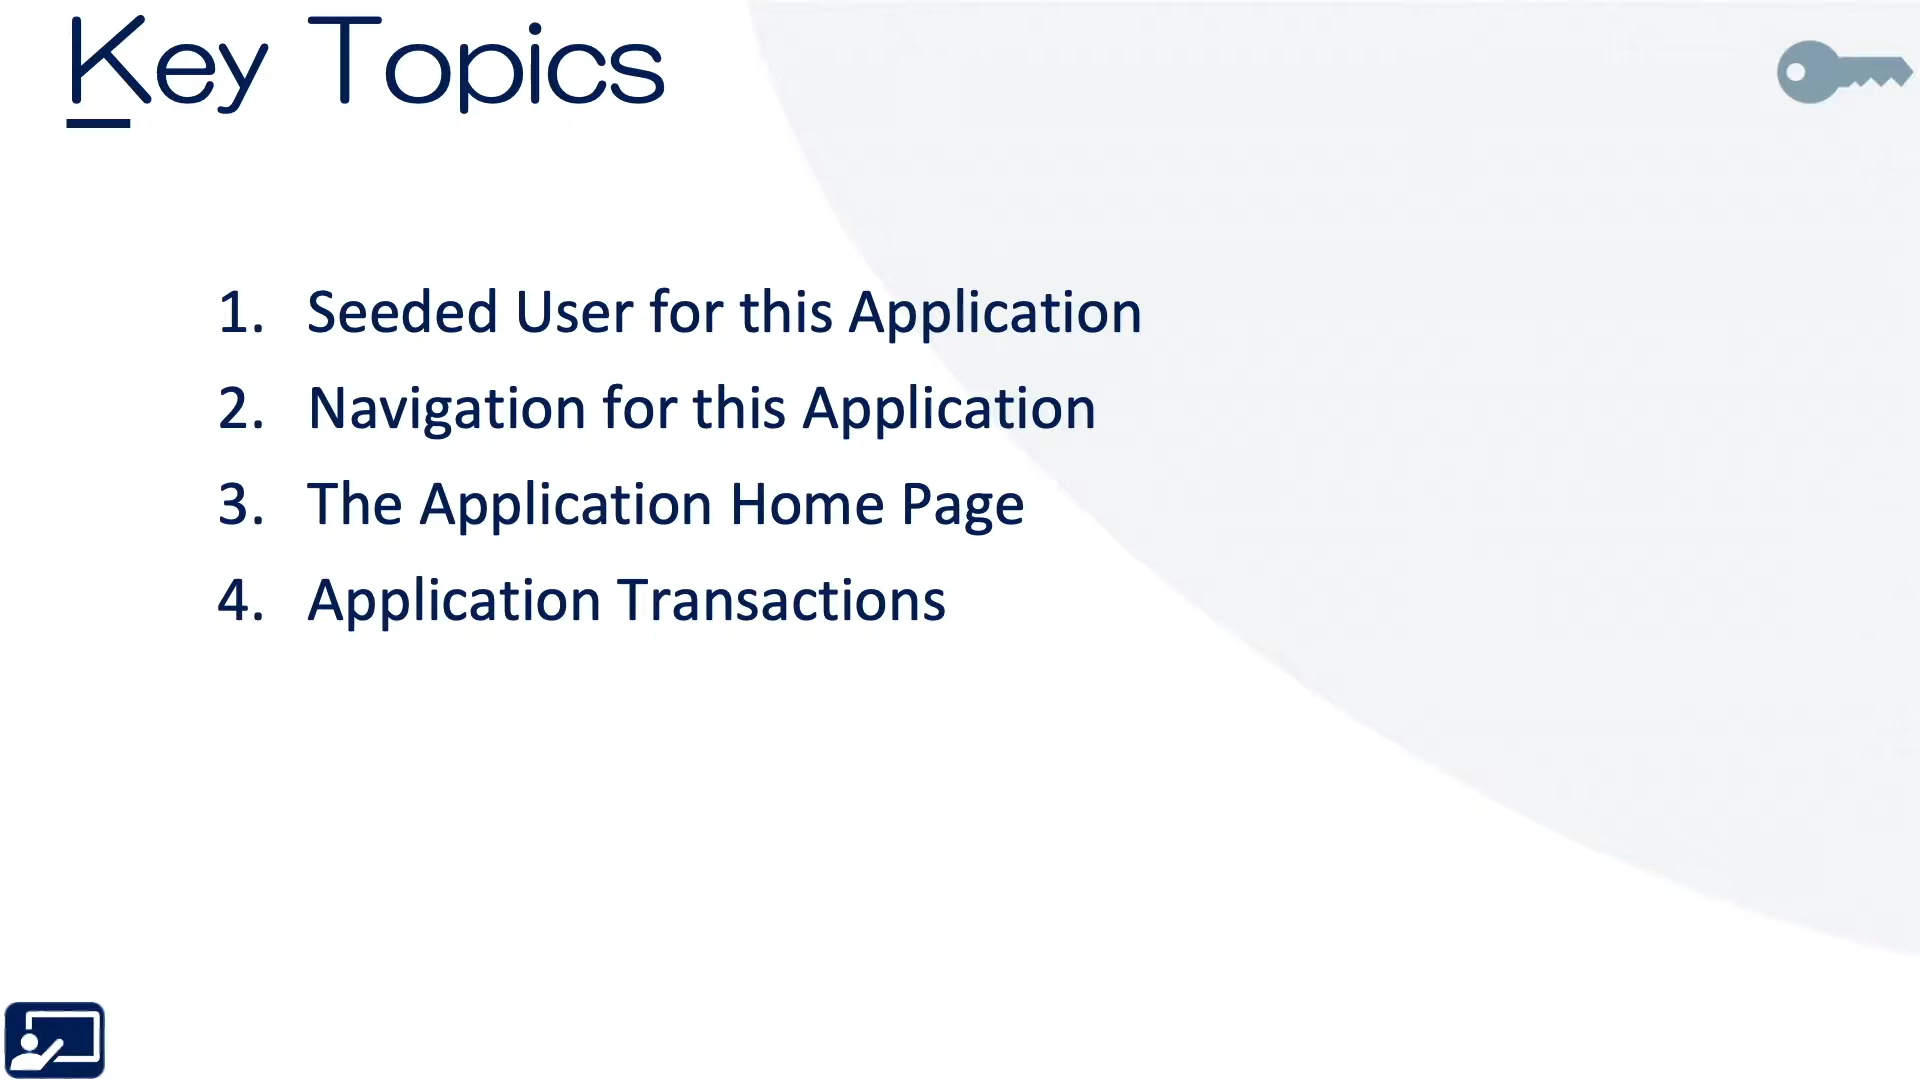 Key Topics
1. Seeded User for this Application
2. Navigation for this Application
3. The Application Home Page
4. Application Transactions